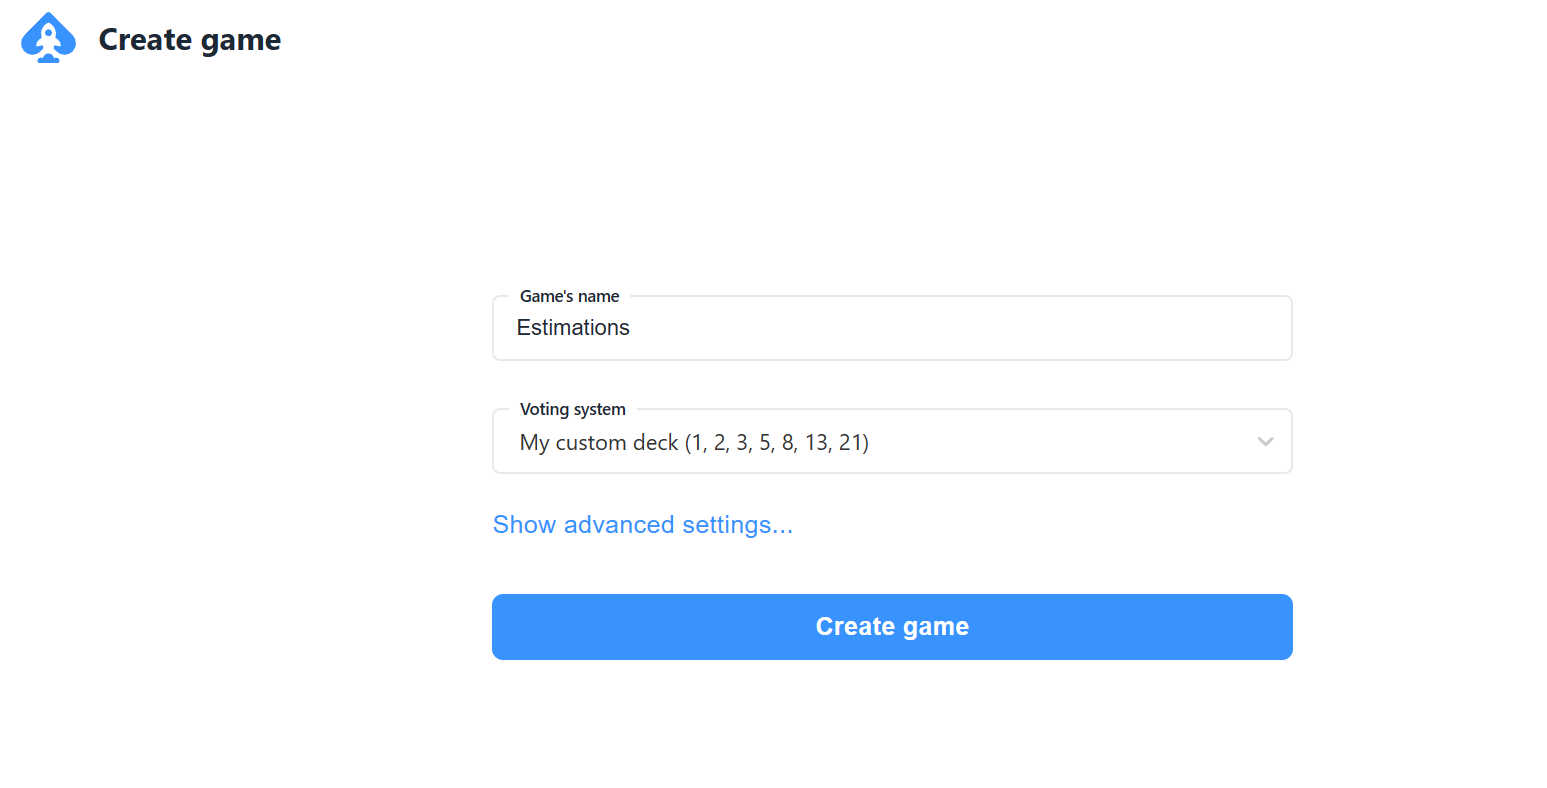 Create game
Game's name
Estimations
Voting system
My custom deck (1, 2, 3, 5, 8, 13, 21)
Show advanced settings...
Create game